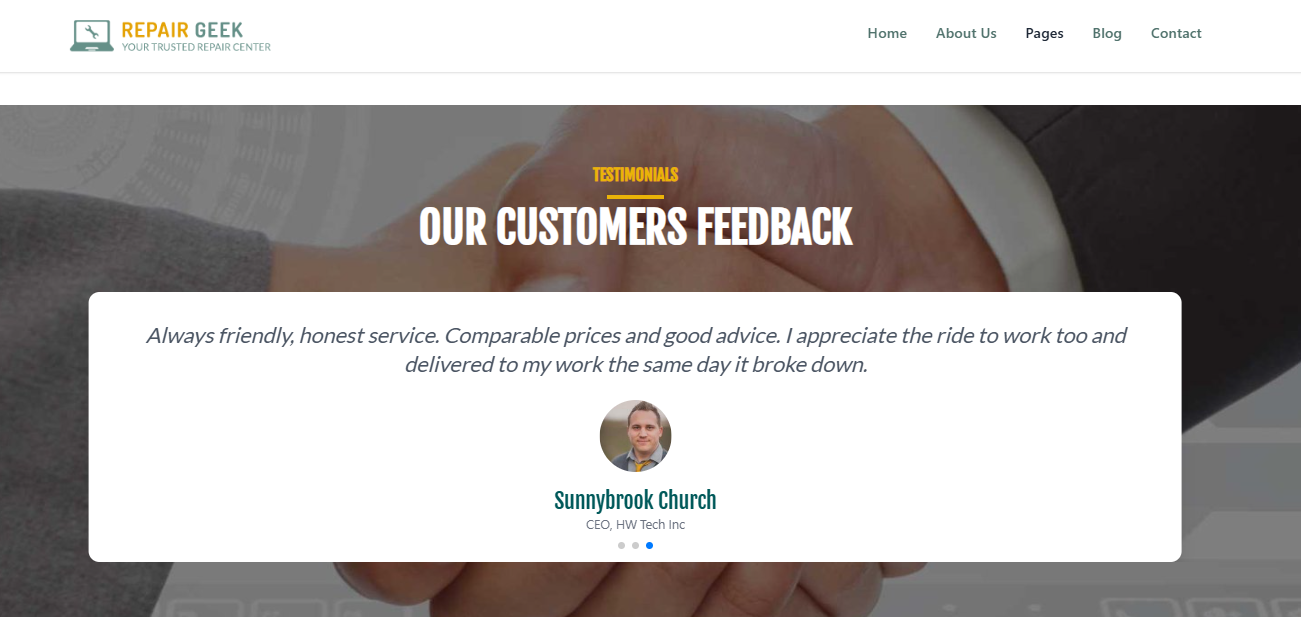 REPAIR GEEK
YOUR TRUSTED REPAIR CENTER
Home About Us Pages Blog Contact
TESTIMONIALS
OUR CUSTOMERS FEEDBACK
Always friendly, honest service. Comparable prices and good advice. I appreciate the ride to work too and
delivered to my work the same day it broke down.
Sunnybrook Church
CEO, HW Tech Inc